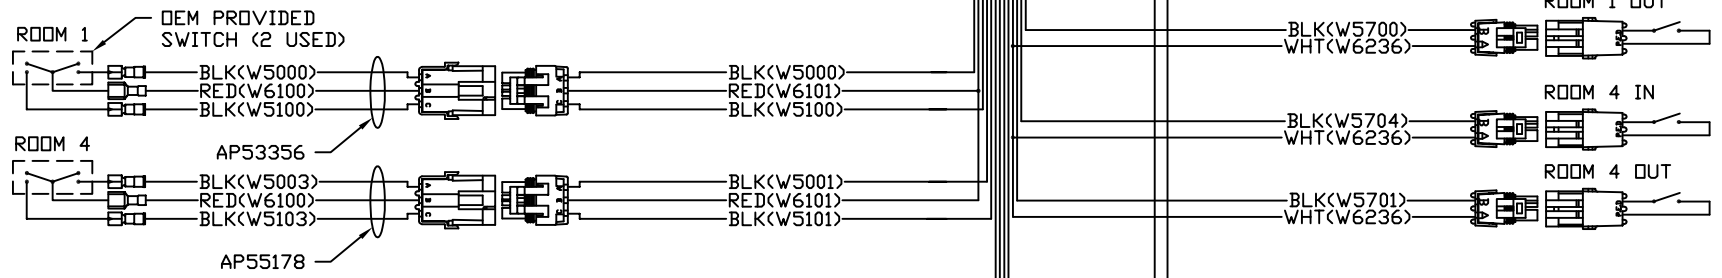 OEM PROVIDED
SWITCH (2 USED)
ROOM 1
BLK(W5000)
RED(W6100)
BLK(W5100)
A
B
C
BLK(W5000)
RED(W6101)
BLK(W5100)
AP53356
ROOM 4
BLK(W5003)
RED(W6100)
BLK(W5103)
A
B
C
BLK(W5001)
RED(W6101)
BLK(W5101)
AP55178
ROOM 1 OUT
BLK(W5700)
WHT(W6236)
B
A
ROOM 4 IN
BLK(W5704)
WHT(W6236)
B
A
ROOM 4 OUT
BLK(W5701)
WHT(W6236)
B
A